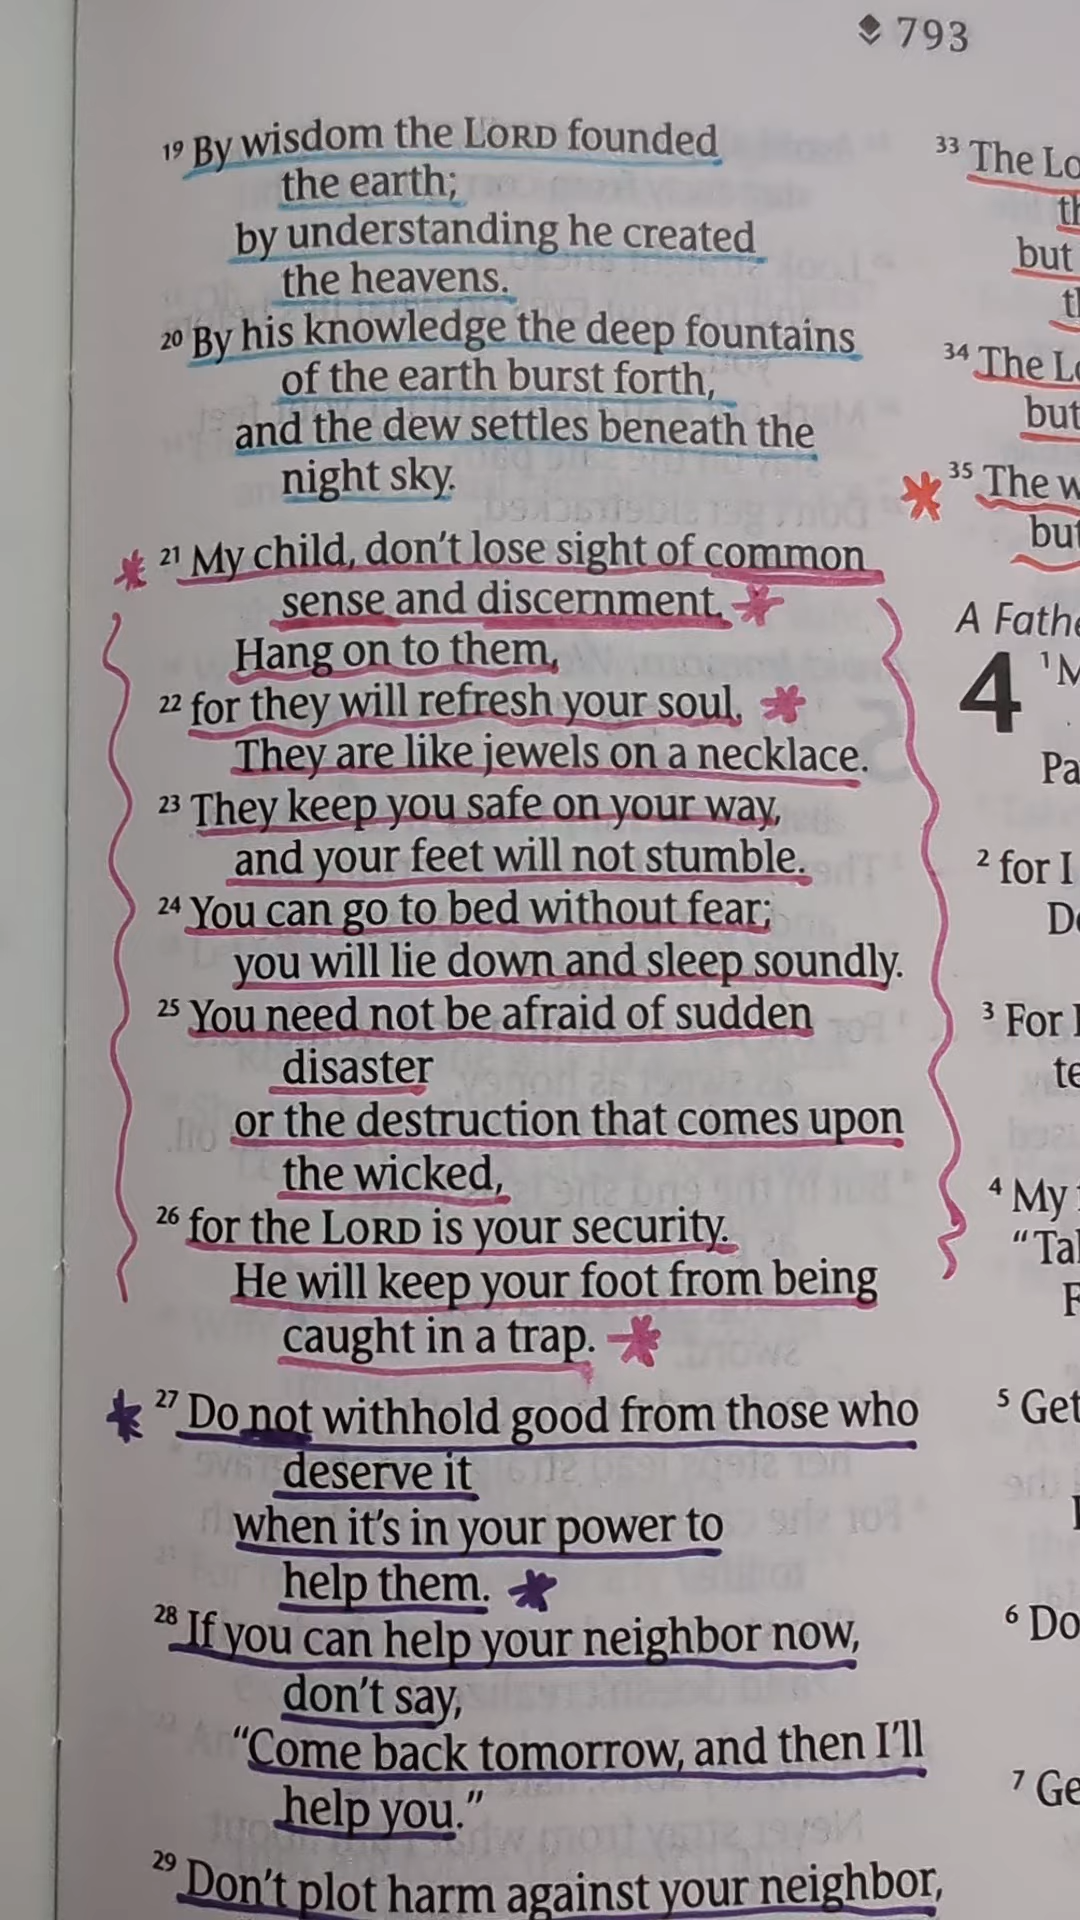 793
19 By wisdom the LORD founded
the earth;
by understanding he created
the heavens.
20 By his knowledge the deep fountains
of the earth burst forth,
and the dew settles beneath the
night sky.
21 My child, don't lose sight of common
sense and discernment.
Hang on to them,
22 for they will refresh your soul.
They are like jewels on a necklace.
23 They keep you safe on your way,
and your feet will not stumble.
24 You can go to bed without fear;
you will lie down and sleep soundly.
25 You need not be afraid of sudden
disaster
or the destruction that comes upon
the wicked,
26 for the LORD is your security.
He will keep your foot from being
caught in a trap.
27 Do not withhold good from those who
deserve it
when it's in your power to
help them.
28 If you can help your neighbor now,
don't say,
“Come back tomorrow, and then I'll
help you.”
29 Don't plot harm against your neighbor,
33 The
but
34 The
but
35 The
but
A
4
1
2 for I
3 For
4 My
5 Get
6 Do
7